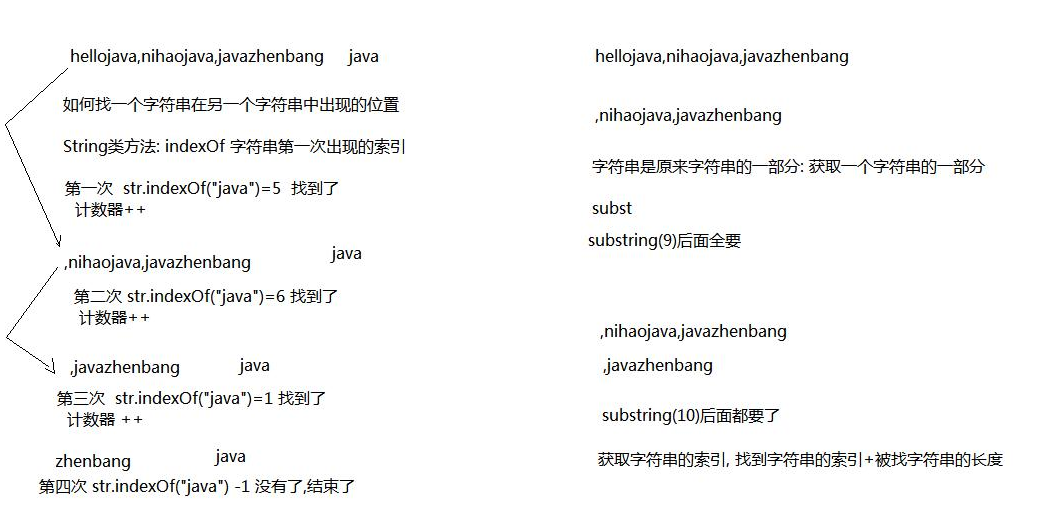 hellojava,nihaojava,javazhenbang java
如何找一个字符串在另一个字符串中出现的位置
String类方法: indexOf 字符串第一次出现的索引
第一次 str.indexOf("java")=5 找到了
计数器++
,nihaojava,javazhenbang java
第二次 str.indexOf("java")=6 找到了
计数器++
,javazhenbang java
第三次 str.indexOf("java")=1 找到了
计数器 ++
zhenbang java
第四次 str.indexOf("java") -1 没有了,结束了
hellojava,nihaojava,javazhenbang
,nihaojava,javazhenbang
字符串是原来字符串的一部分: 获取一个字符串的一部分
subst
substring(9)后面全要
,nihaojava,javazhenbang
,javazhenbang
substring(10)后面都要了
获取字符串的索引, 找到字符串的索引+被找字符串的长度